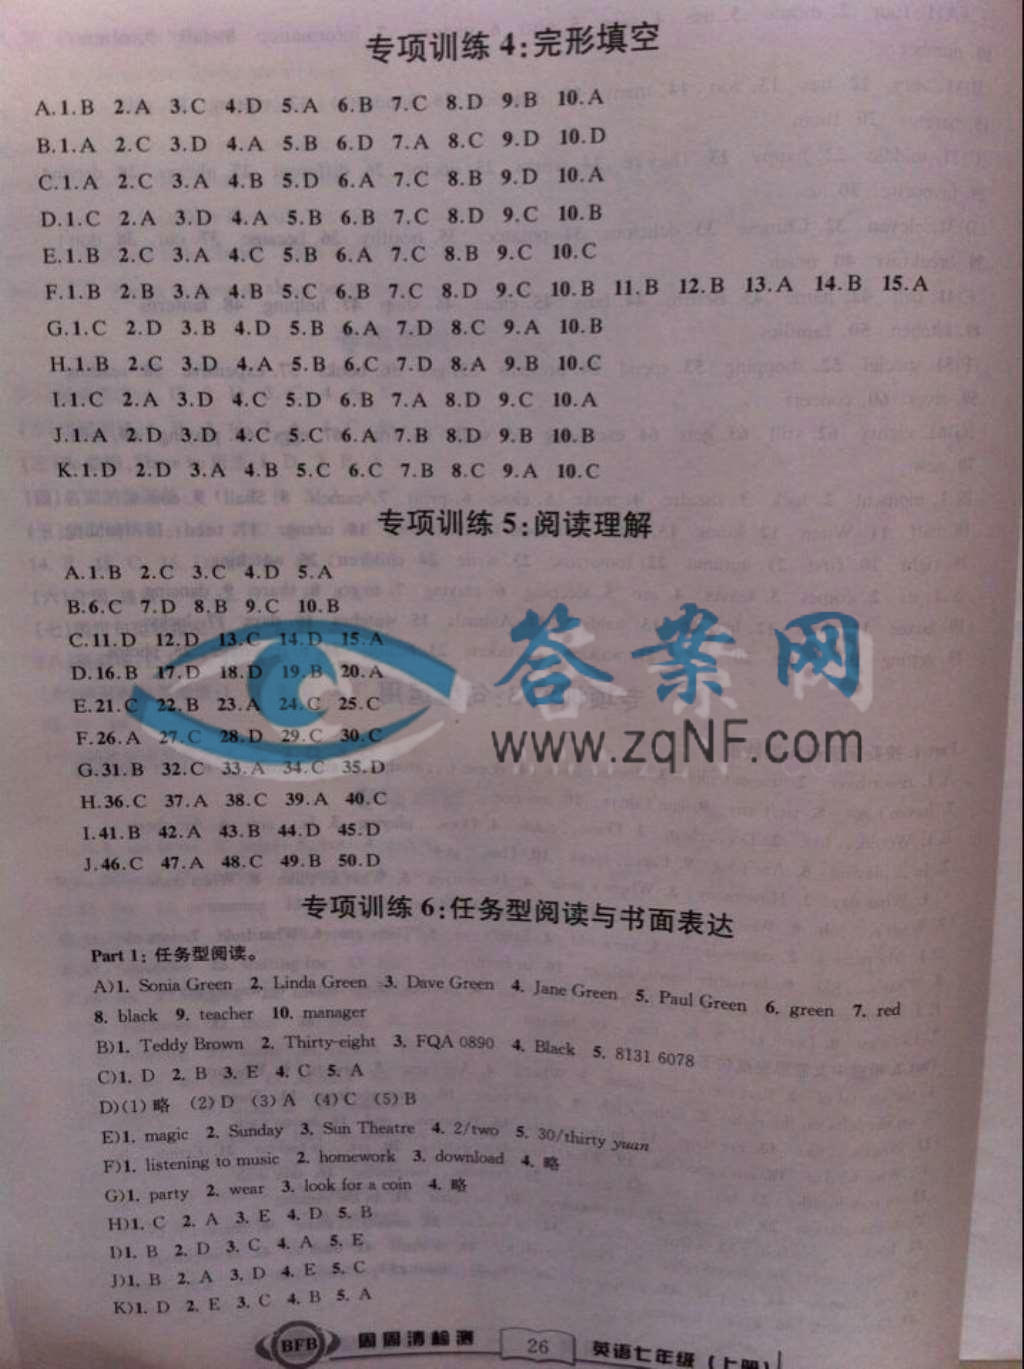 专项训练4:完形填空
A.1.B 2.A 3.C 4.D 5.A 6.B 7.C 8.D 9.B 10.A
B.1.A 2.C 3.D 4.A 5.B 6.D 7.A 8.C 9.D 10.D
C.1.A 2.C 3.A 4.B 5.D 6.A 7.C 8.B 9.D 10.A
D.1.C 2.A 3.D 4.A 5.B 6.B 7.C 8.D 9.C 10.B
E.1.B 2.C 3.A 4.C 5.B 6.A 7.C 8.B 9.C 10.C
F.1.B 2.B 3.A 4.B 5.C 6.B 7.C 8.D 9.C 10.B 11.B 12.B 13.A 14.B 15.A
G.1.C 2.D 3.B 4.D 5.B 6.A 7.D 8.C 9.A 10.B
H.1.B 2.C 3.D 4.A 5.B 6.C 7.D 8.A 9.B 10.C
I.1.C 2.A 3.D 4.C 5.D 6.B 7.A 8.D 9.C 10.A
J.1.A 2.D 3.D 4.C 5.C 6.A 7.B 8.D 9.B 10.B
K.1.D 2.D 3.A 4.B 5.C 6.C 7.B 8.C 9.A 10.C
专项训练5:阅读理解
A.1.B 2.C 3.C 4.D 5.A
B.6.C 7.D 8.B 9.C 10.B
C.11.D 12.D 13.C 14.D 15.A
D.16.B 17.D 18.D 19.B 20.A
E.21.C 22.B 23.A 24.C 25.C
F.26.A 27.C 28.D 29.C 30.C
G.31.B 32.C 33.A 34.C 35.D
H.36.C 37.A 38.C 39.A 40.C
I.41.B 42.A 43.B 44.D 45.D
J.46.C 47.A 48.C 49.B 50.D
答案网
www.zqNF.com
专项训练6:任务型阅读与书面表达
Part 1: 任务型阅读。
A)1. Sonia Green 2. Linda Green 3. Dave Green 4. Jane Green 5. Paul Green 6. green 7. red
8. black 9. teacher 10. manager
B)1. Teddy Brown 2. Thirty-eight 3. FQA 0890 4. Black 5. 8131 6078
C)1. D 2. B 3. E 4. C 5. A
D)(1)略 (2)D (3)A (4)C (5)B
E)1. magic 2. Sunday 3. Sun Theatre 4. 2/two 5. 30/thirty yuan
F)1. listening to music 2. homework 3. download 4. 略
G)1. party 2. wear 3. look for a coin 4. 略
H)1. C 2. A 3. E 4. D 5. B
I)1. B 2. D 3. C 4. A 5. E
J)1. B 2. A 3. D 4. E 5. C
K)1. D 2. E 3. C 4. B 5. A
BFB 周周清检测 26 英语七年级(上册)